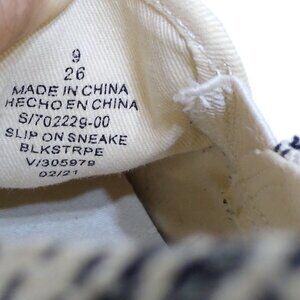 9
26
MADE IN CHINA
HECHO EN CHINA
S/702229-00
SLIP ON SNEAKE
BLKSTRPE
V/305979
02/21